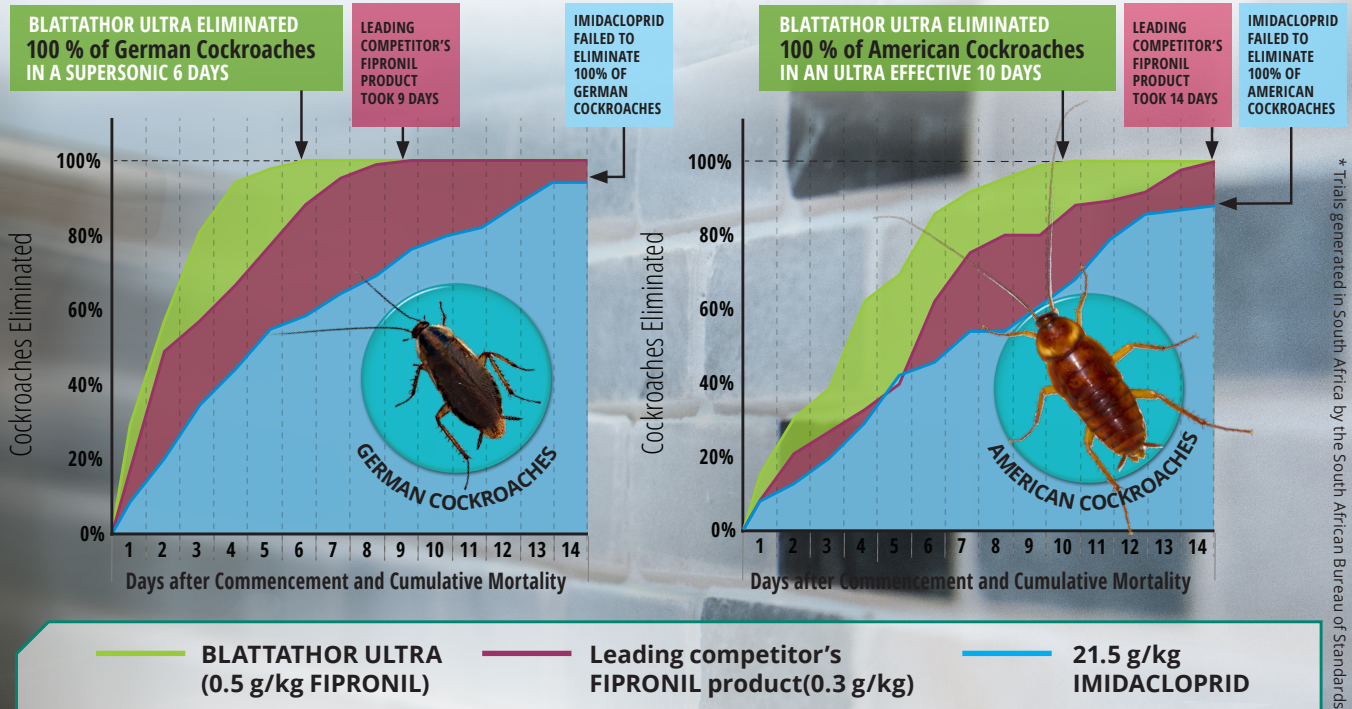 BLATTATHOR ULTRA ELIMINATED
100 % of German Cockroaches
IN A SUPERSONIC 6 DAYS
LEADING
COMPETITOR'S
FIPRONIL
PRODUCT
TOOK 9 DAYS
IMIDACLOPRID
FAILED TO
ELIMINATE
100% OF
GERMAN
COCKROACHES
100%
80%
60%
40%
20%
0%
Cockroaches Eliminated
GERMAN COCKROACHES
1 2 3 4 5 6 7 8 9 10 11 12 13 14
Days after Commencement and Cumulative Mortality
BLATTATHOR ULTRA ELIMINATED
100 % of American Cockroaches
IN AN ULTRA EFFECTIVE 10 DAYS
LEADING
COMPETITOR'S
FIPRONIL
PRODUCT
TOOK 14 DAYS
IMIDACLOPRID
FAILED TO
ELIMINATE
100% OF
AMERICAN
COCKROACHES
100%
80%
60%
40%
20%
0%
Cockroaches Eliminated
AMERICAN COCKROACHES
1 2 3 4 5 6 7 8 9 10 11 12 13 14
Days after Commencement and Cumulative Mortality
* Trials generated in South Africa by the South African Bureau of Standards
BLATTATHOR ULTRA
(0.5 g/kg FIPRONIL)
Leading competitor's
FIPRONIL product(0.3 g/kg)
21.5 g/kg
IMIDACLOPRID